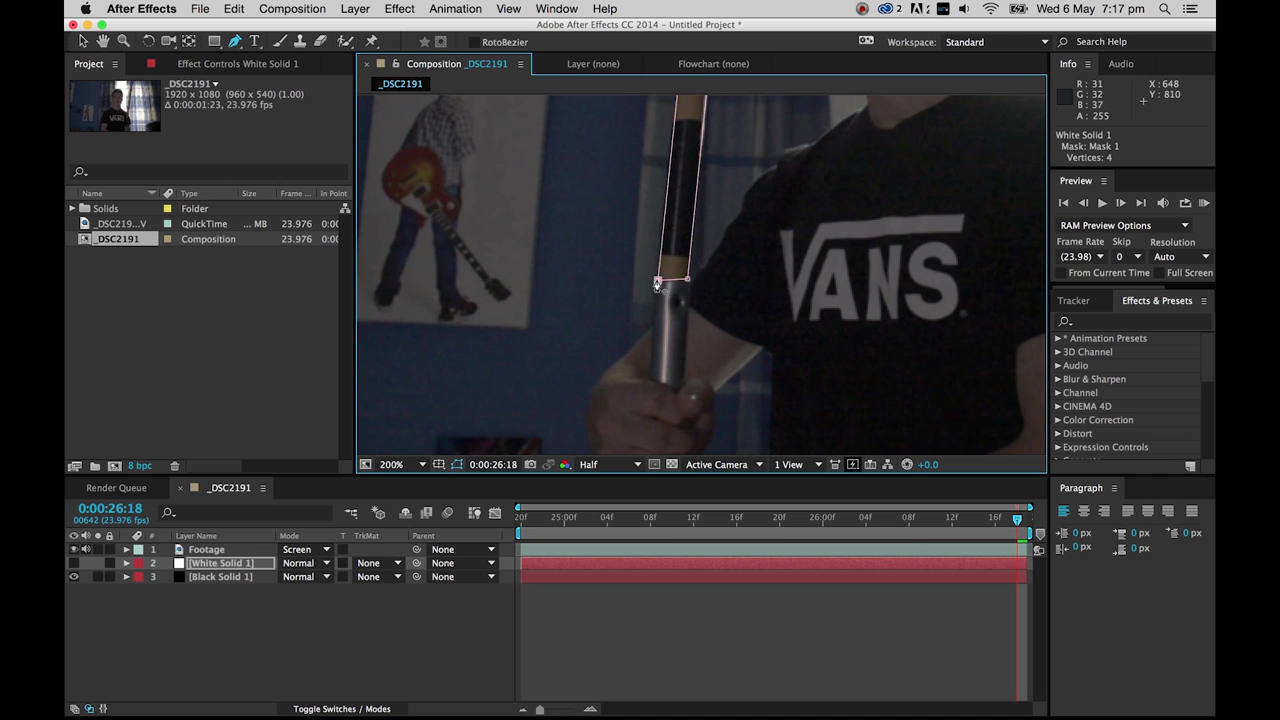 After Effects File Edit Composition Layer Effect Animation View Window Help 2 4 Wed 6 May 7:17 pm
Adobe After Effects CC 2014 - Untitled Project *
RotoBezier Workspace: Standard Search Help
Project Effect Controls White Solid 1 Composition _DSC2191 Layer (none) Flowchart (none) Info Audio
_DSC2191
1920 x 1080 (960 x 540) (1.00)
Δ 0:00:01:23, 23.976 fps
_DSC2191
R : 31
G : 32
B : 37
A : 255
X : 648
Y : 810
White Solid 1
Mask: Mask 1
Vertices: 4
Name Type Size Frame ... In Point
Solids Folder
_DSC219...V QuickTime ... MB 23.976 0:00
_DSC2191 Composition 23.976 0:00
VANS
Preview
RAM Preview Options
Frame Rate Skip Resolution
(23.98) 0 Auto
From Current Time Full Screen
Tracker Effects & Presets
* Animation Presets
3D Channel
Audio
Blur & Sharpen
Channel
CINEMA 4D
Color Correction
Distort
Expression Controls
8 bpc
200% 0:00:26:18 Half Active Camera 1 View +0.0
Render Queue _DSC2191 Paragraph
0:00:26:18
00642 (23.976 fps)
20f 25:00f 04f 08f 12f 16f 20f 26:00f 04f 08f 12f 16f
# Layer Name Mode T TrkMat Parent
1 Footage Screen None
2 [White Solid 1] Normal None None
3 [Black Solid 1] Normal None None
0 px 0 px 0 px
0 px 0 px
Toggle Switches / Modes